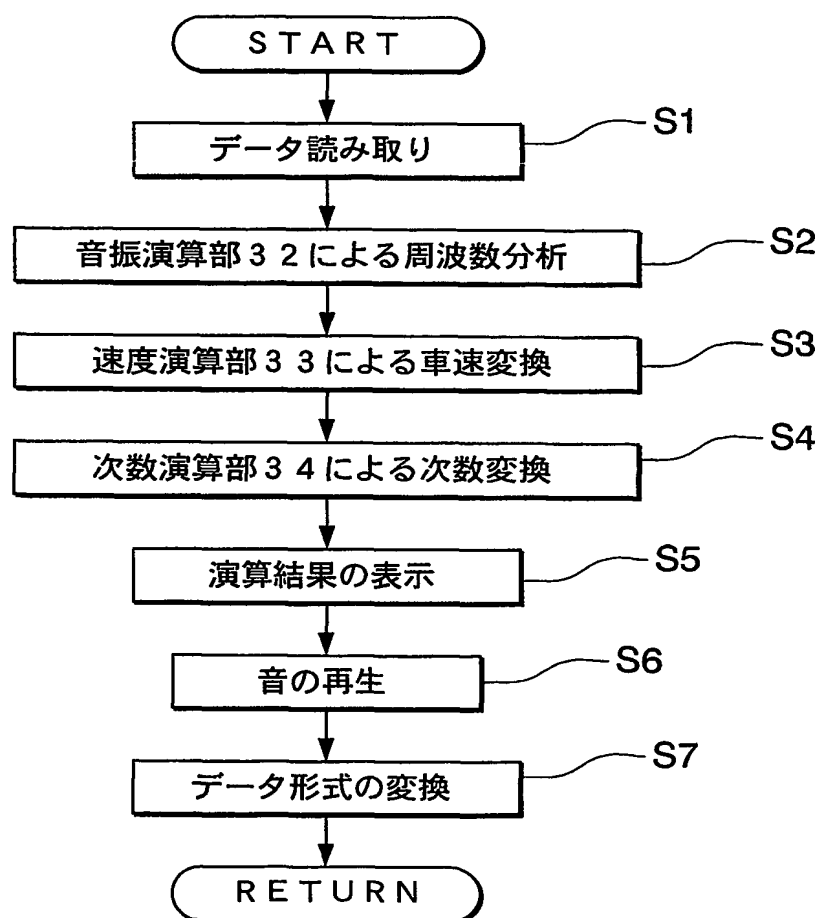 ＳＴＡＲＴ
データ読み取り
S1
音振演算部３２による周波数分析
S2
速度演算部３３による車速変換
S3
次数演算部３４による次数変換
S4
演算結果の表示
S5
音の再生
S6
データ形式の変換
S7
ＲＥＴＵＲＮ